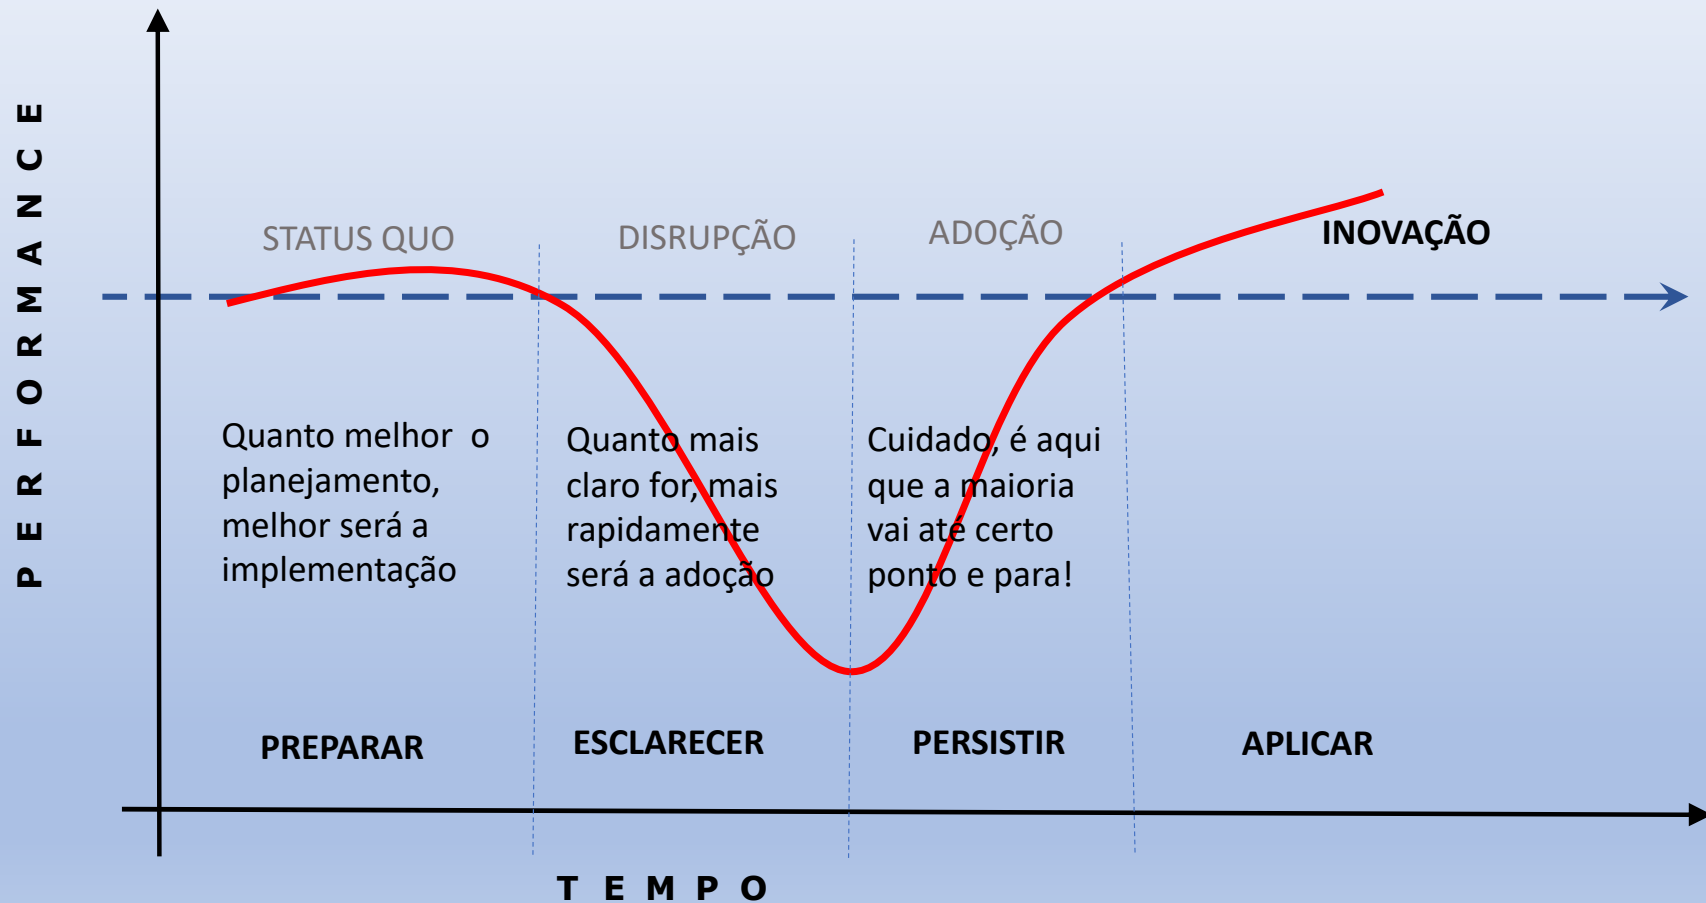 PERFORMANCE
STATUS QUO
DISRUPÇÃO
ADOÇÃO
INOVAÇÃO
Quanto melhor o
planejamento,
melhor será a
implementação
Quanto mais
claro for, mais
rapidamente
será a adoção
Cuidado, é aqui
que a maioria
vai até certo
ponto e para!
PREPARAR
ESCLARECER
PERSISTIR
APLICAR
TEMPO